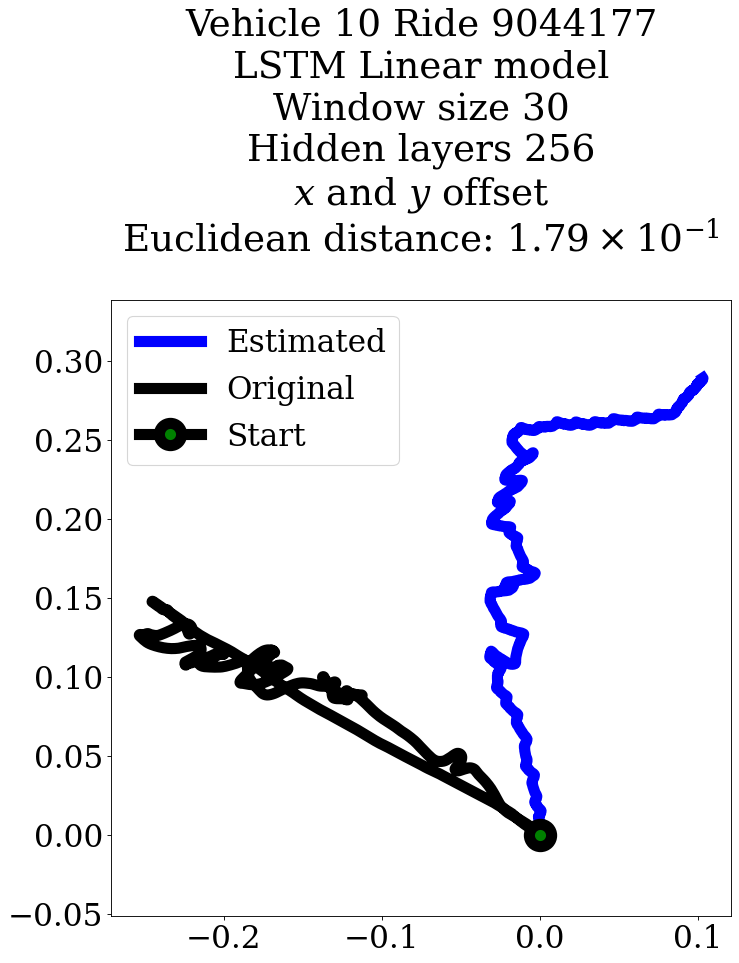 Vehicle 10 Ride 9044177
LSTM Linear model
Window size 30
Hidden layers 256
x and y offset
Euclidean distance: 1.79 × 10⁻¹
Estimated
Original
Start
0.30
0.25
0.20
0.15
0.10
0.05
0.00
−0.05
−0.2 −0.1 0.0 0.1